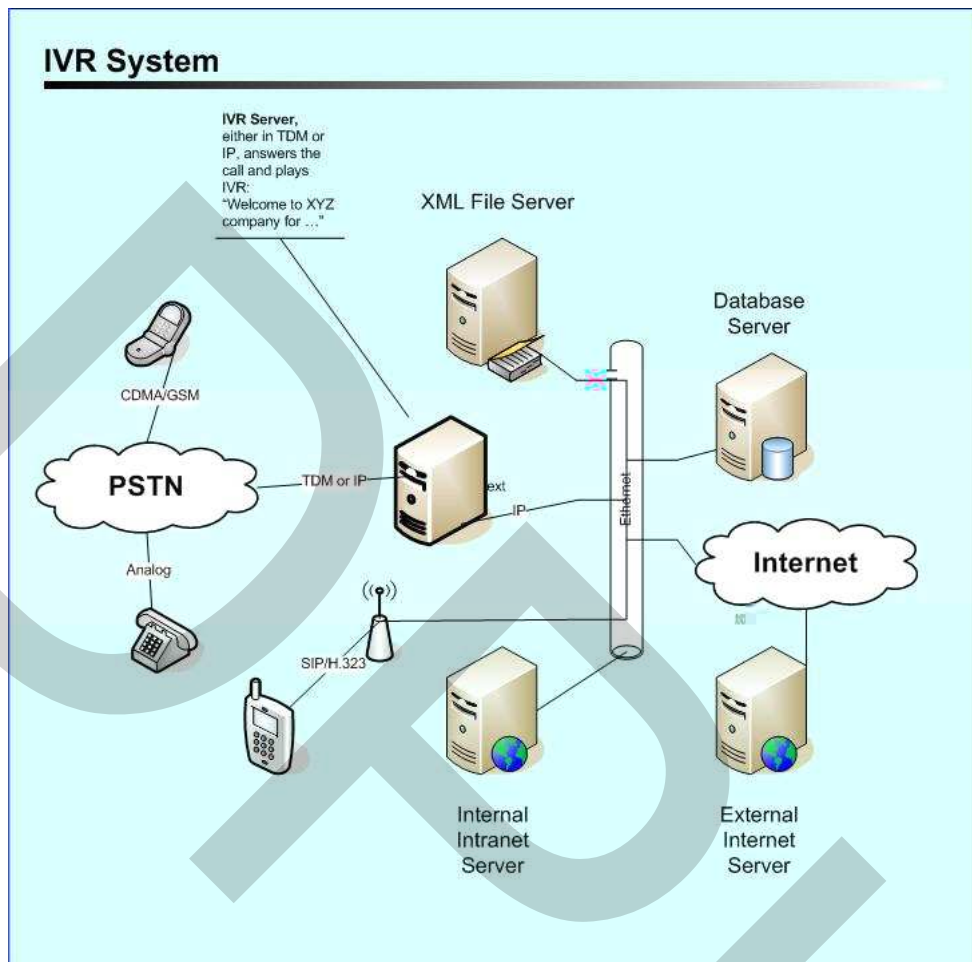 IVR System
IVR Server,
either in TDM or
IP, answers the
call and plays
IVR:
“Welcome to XYZ
company for …”
XML File Server
Database
Server
CDMA/GSM
PSTN
TDM or IP
ext
IP
Ethernet
Internet
Analog
SIP/H.323
Internal
Intranet
Server
External
Internet
Server